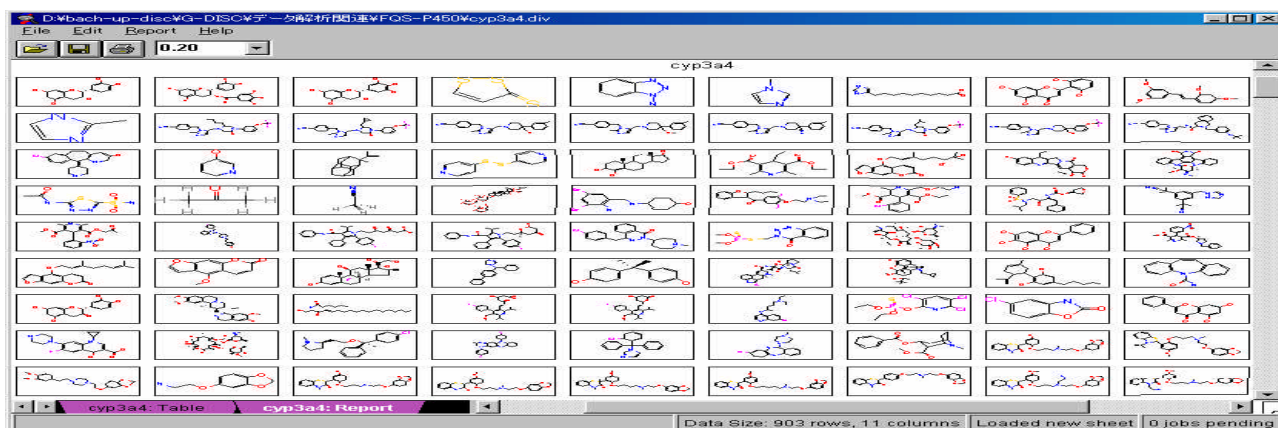 D:¥bach-up-disc¥G-DISC¥データ解析関連¥FQS-P450¥cyp3a4.div
File Edit Report Help
0.20
cyp3a4
cyp3a4: Table cyp3a4: Report
Data Size: 903 rows, 11 columns Loaded new sheet 0 jobs pending